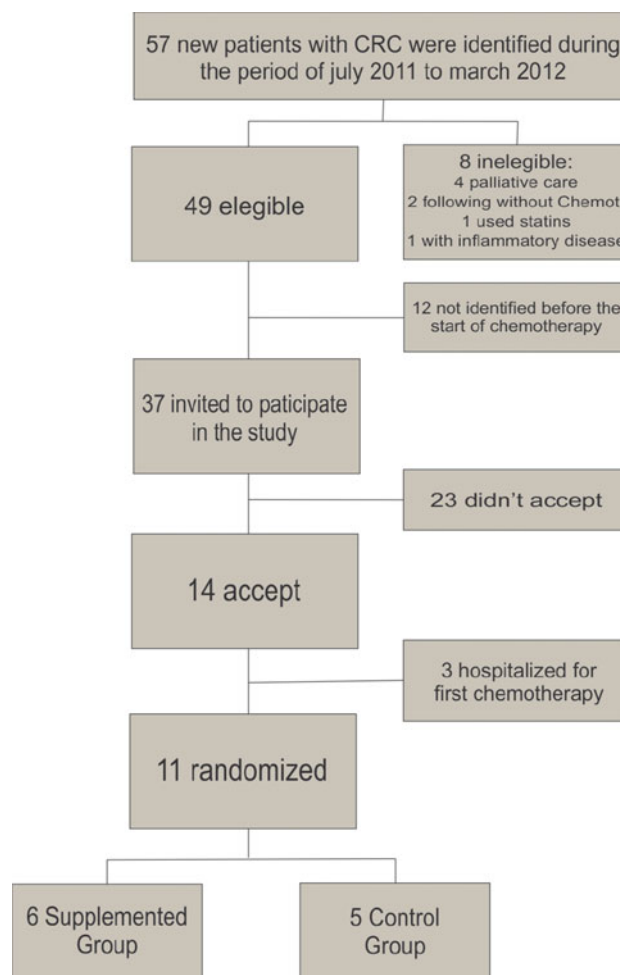 57 new patients with CRC were identified during
the period of july 2011 to march 2012
49 elegible
8 inelegible:
4 palliative care
2 following without Chemot
1 used statins
1 with inflammatory disease
12 not identified before the
start of chemotherapy
37 invited to paticipate
in the study
23 didn't accept
14 accept
3 hospitalized for
first chemotherapy
11 randomized
6 Supplemented
Group
5 Control
Group